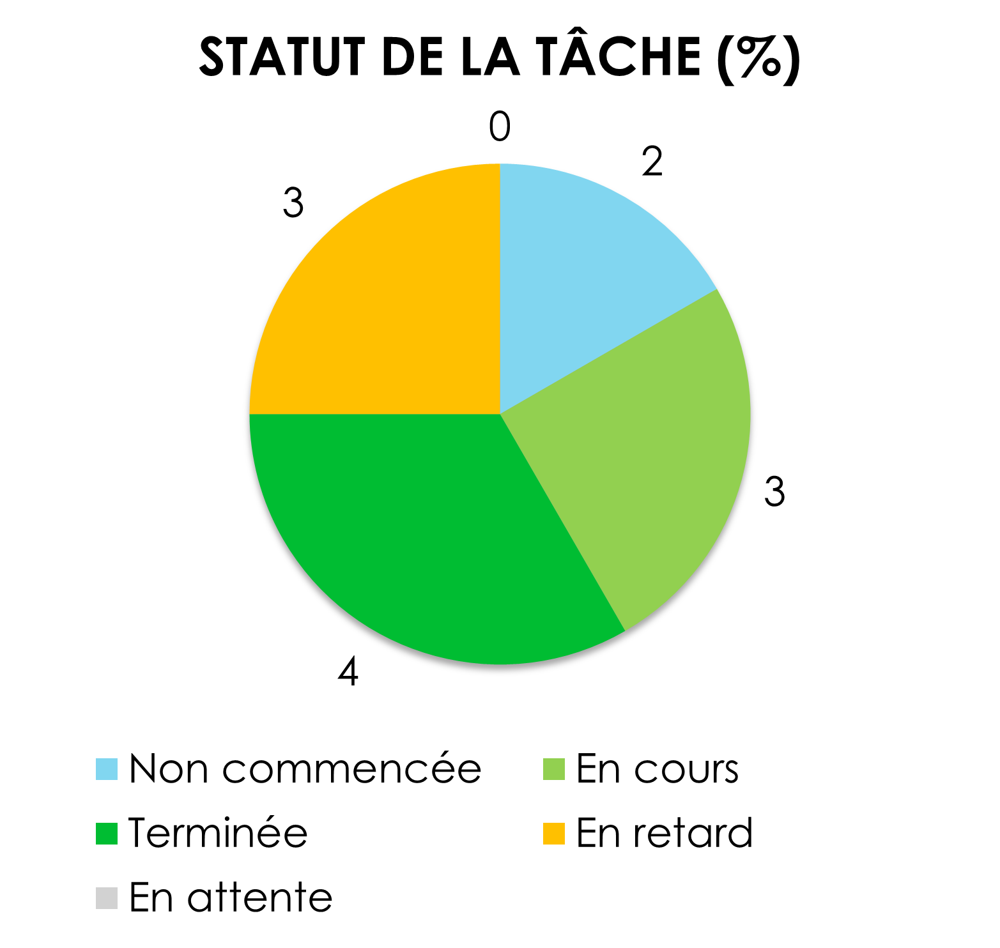 STATUT DE LA TÂCHE (%)
0
2
3
3
4
Non commencée
En cours
Terminée
En retard
En attente